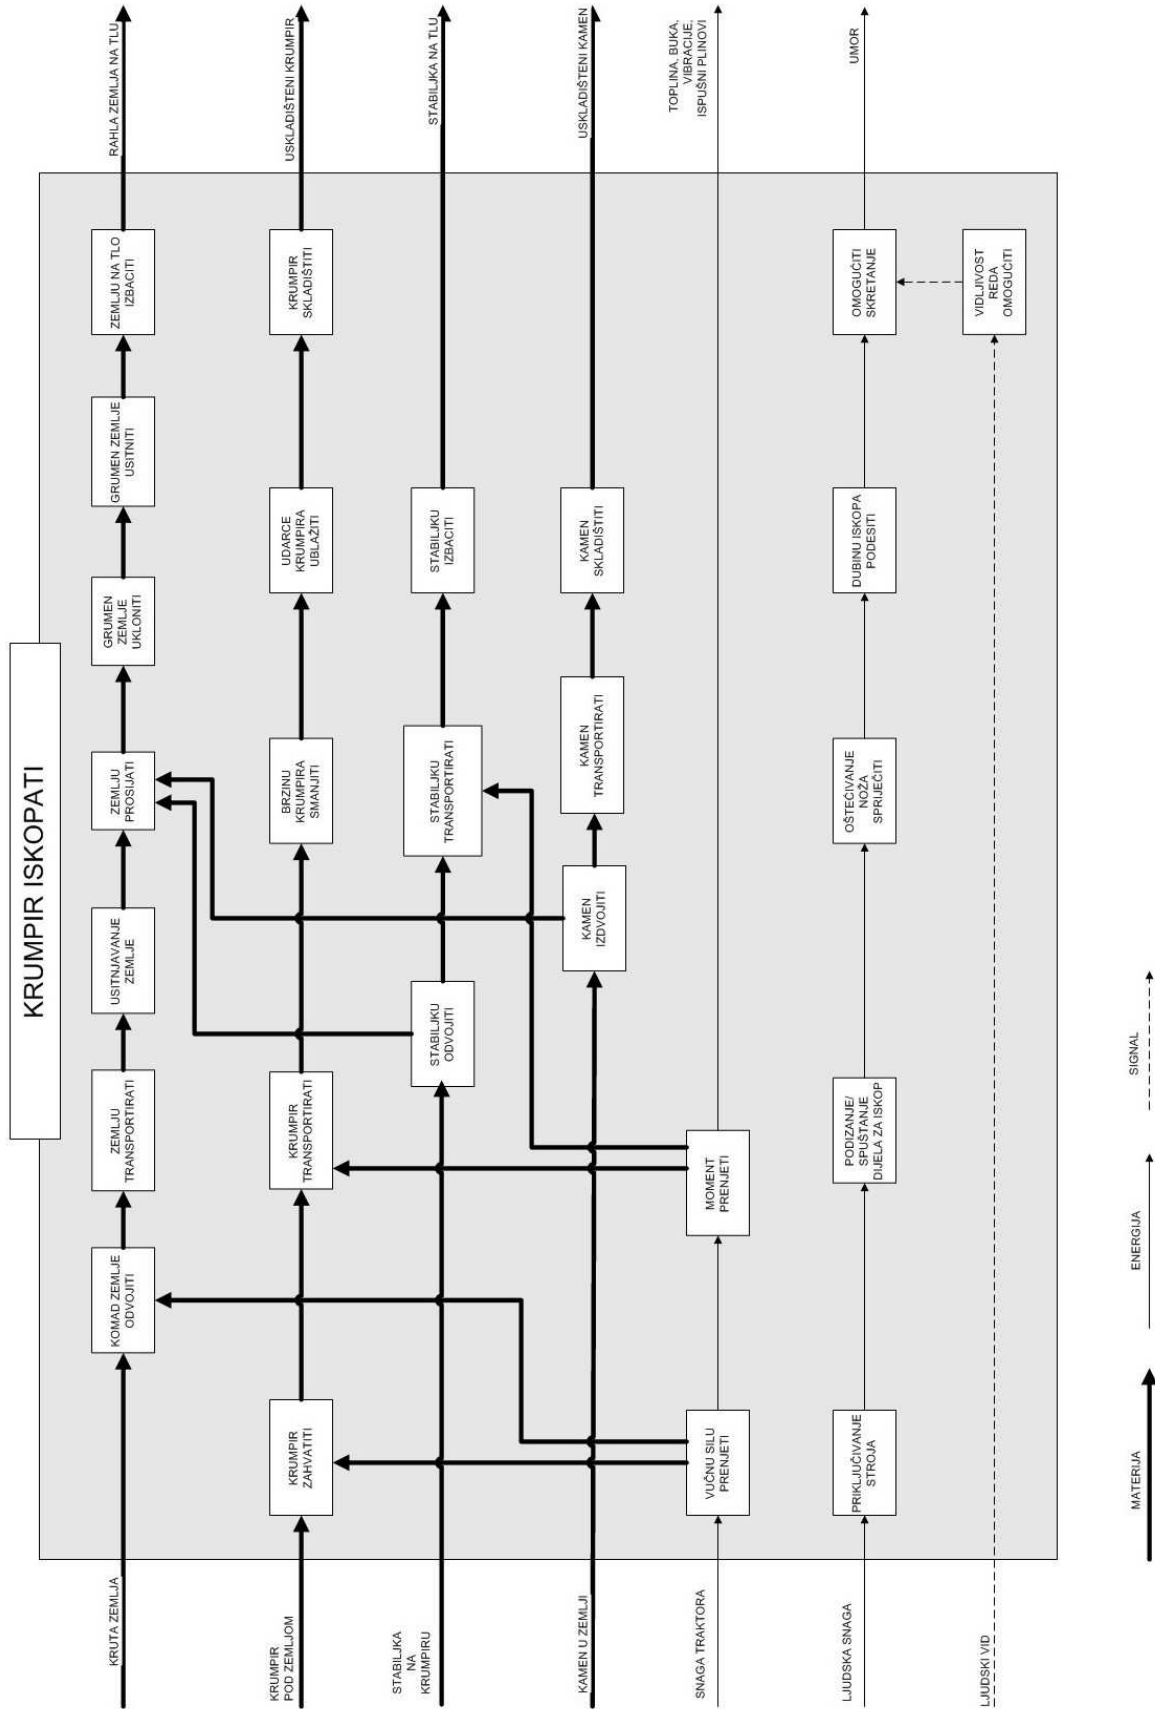 KRUMPIR ISKOPATI
KRUTA ZEMLJA
KOMAD ZEMLJE
ODVOJITI
ZEMLJU
TRANSPORTIRATI
USITNJAVANJE
ZEMLJE
ZEMLJU
PROSIJATI
GRUMEN
ZEMLJE
UKLONITI
GRUMEN ZEMLJE
USITNITI
ZEMLJU NA TLO
IZBACITI
RAHLA ZEMLJA NA TLU
KRUMPIR
POD ZEMLJOM
KRUMPIR
ZAHVATITI
KRUMPIR
TRANSPORTIRATI
BRZINU
KRUMPIRA
SMANJITI
UDARCE
KRUMPIRA
UBLAŽITI
KRUMPIR
SKLADIŠTITI
USKLADIŠTENI KRUMPIR
STABILJKA
NA
KRUMPIRU
STABILJKU
ODVOJITI
STABILJKU
TRANSPORTIRATI
STABILJKU
IZBACITI
STABILJKA NA TLU
KAMEN U ZEMLJI
KAMEN
IZDVOJITI
KAMEN
TRANSPORTIRATI
KAMEN
SKLADIŠTITI
USKLADIŠTENI KAMEN
SNAGA TRAKTORA
VUČNU SILU
PRENJETI
MOMENT
PRENJETI
TOPLINA, BUKA,
VIBRACIJE,
ISPUŠNI PLINOVI
LJUDSKA SNAGA
PRIKLJUČIVANJE
STROJA
PODIZANJE/
SPUŠTANJE
DIJELA ZA ISKOP
OŠTEĆIVANJE
NOŽA
SPRIJEČITI
DUBINU ISKOPA
PODESITI
OMOGUĆITI
SKRETANJE
UMOR
LJUDSKI VID
VIDLJIVOST
REDA
OMOGUĆITI
MATERIJA
ENERGIJA
SIGNAL